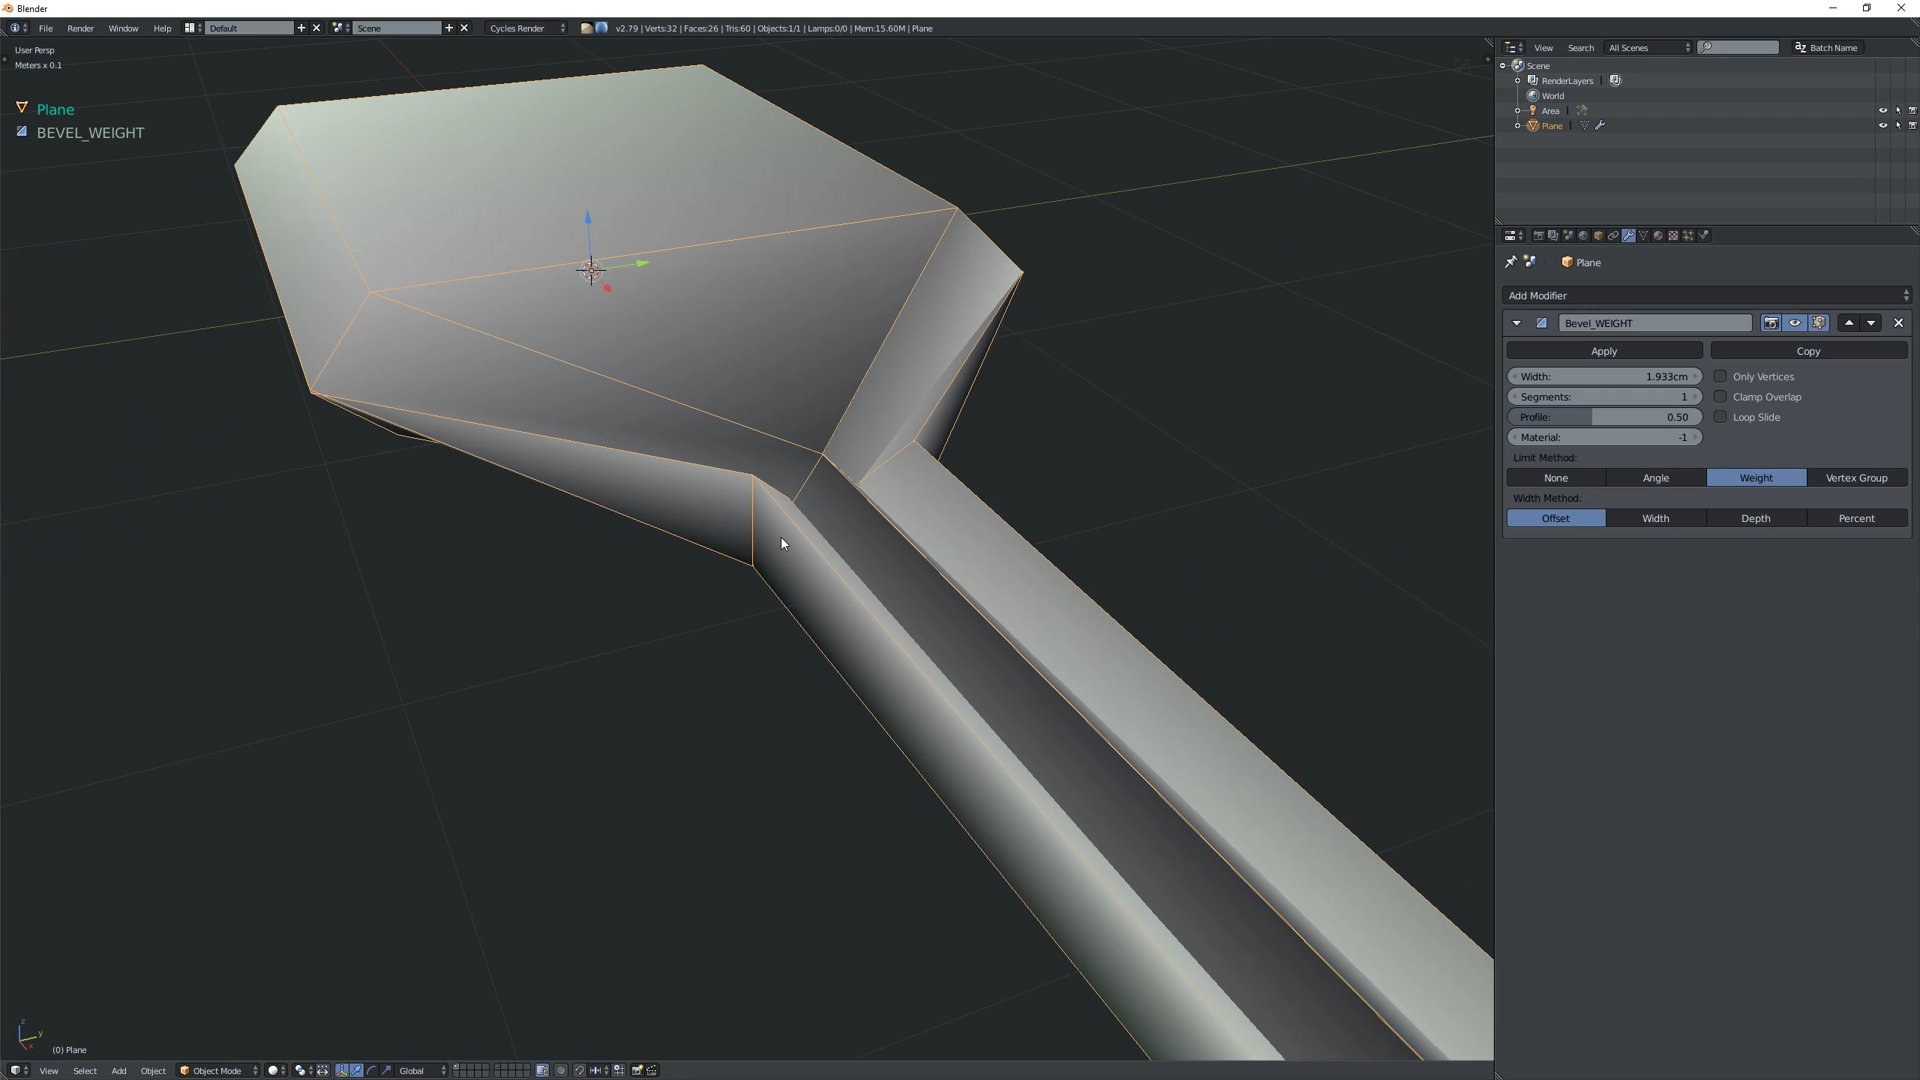 Blender
File Render Window Help Default Scene Cycles Render v2.79 | Verts:32 | Faces:26 | Tris:60 | Objects:1/1 | Lamps:0/0 | Mem:15.60M | Plane
User Persp
Meters x 0.1
Plane
BEVEL_WEIGHT
View Search All Scenes Batch Name
Scene
RenderLayers |
World
Area |
Plane |
Plane
Add Modifier
Bevel_WEIGHT
Apply Copy
Width: 1.933cm Only Vertices
Segments: 1 Clamp Overlap
Profile: 0.50 Loop Slide
Material: -1
Limit Method:
None Angle Weight Vertex Group
Width Method:
Offset Width Depth Percent
z
y
x
(0) Plane
View Select Add Object Object Mode Global